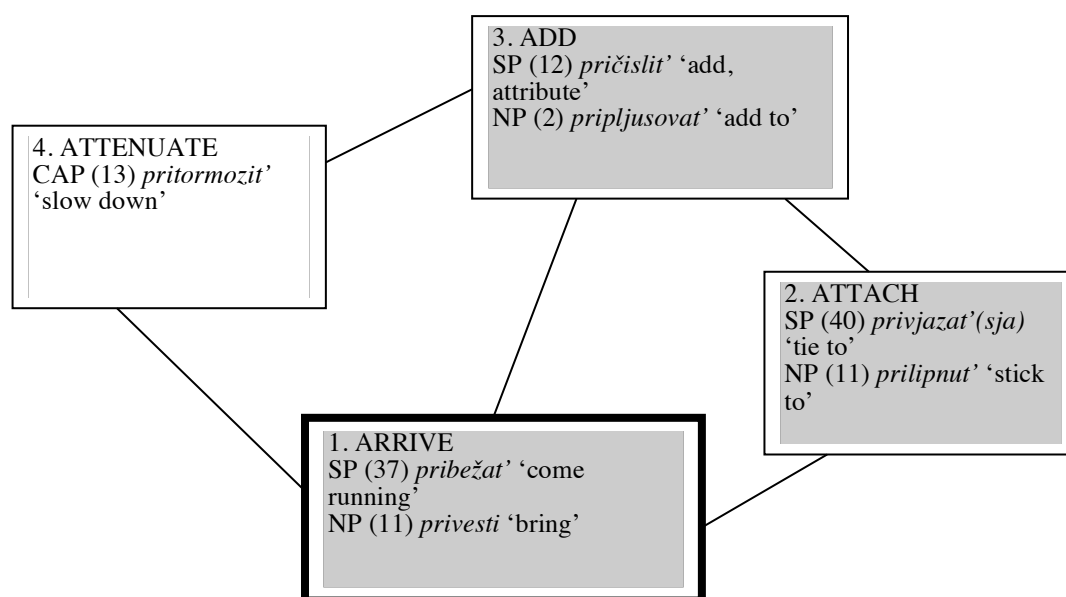 3. ADD
SP (12) pričislit’ ‘add,
attribute’
NP (2) pripljusovat’ ‘add to’
4. ATTENUATE
CAP (13) pritormozit’
‘slow down’
2. ATTACH
SP (40) privjazat’(sja)
‘tie to’
NP (11) prilipnut’ ‘stick
to’
1. ARRIVE
SP (37) pribežat’ ‘come
running’
NP (11) privesti ‘bring’